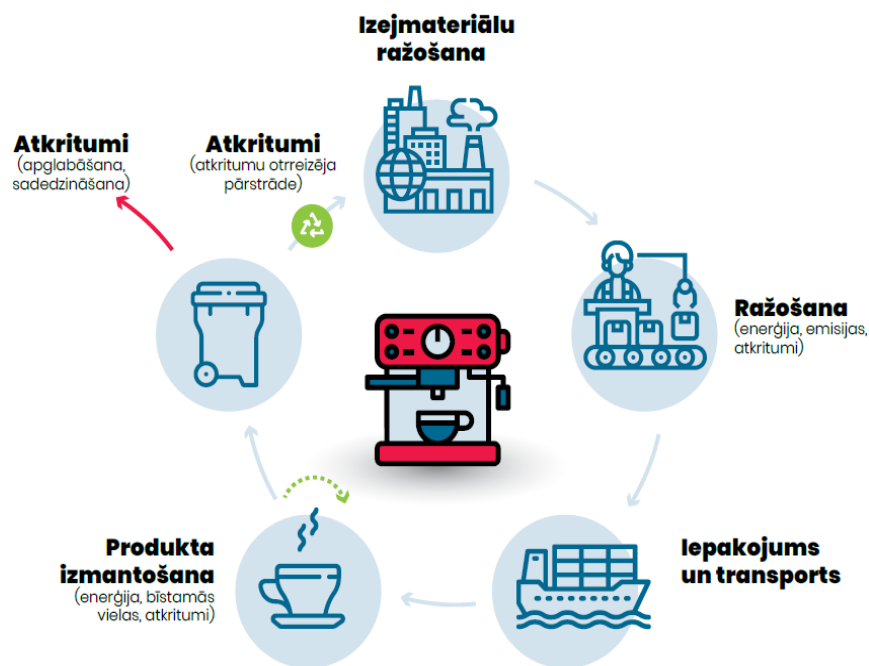 Izejmateriālu
ražošana
Atkritumi
(apglabāšana,
sadedzināšana)
Atkritumi
(atkritumu otrreizēja
pārstrāde)
Ražošana
(enerģija, emisijas,
atkritumi)
Produkta
izmantošana
(enerģija, bīstamās
vielas, atkritumi)
Iepakojums
un transports